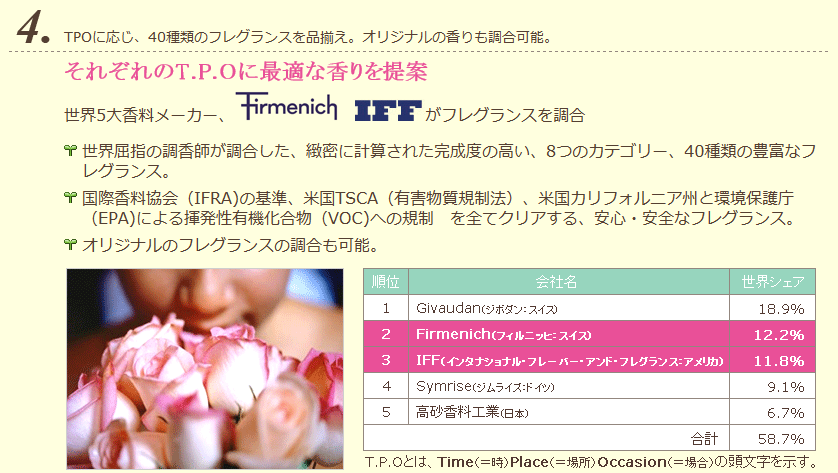 4. TPOに応じ、40種類のフレグランスを品揃え。オリジナルの香りも調合可能。
それぞれのT.P.Oに最適な香りを提案
世界5大香料メーカー、 Firmenich IFF がフレグランスを調合
世界屈指の調香師が調合した、緻密に計算された完成度の高い、8つのカテゴリー、40種類の豊富なフ
レグランス。
国際香料協会（IFRA)の基準、米国TSCA（有害物質規制法）、米国カリフォルニア州と環境保護庁
（EPA)による揮発性有機化合物（VOC)への規制　を全てクリアする、安心・安全なフレグランス。
オリジナルのフレグランスの調合も可能。
順位 会社名 世界シェア
1 Givaudan(ジボダン：スイス) 18.9%
2 Firmenich(フィルニッヒ：スイス) 12.2%
3 IFF(インタナショナル・フレーバー・アンド・フレグランス：アメリカ) 11.8%
4 Symrise(ジムライズ：ドイツ) 9.1%
5 高砂香料工業(日本) 6.7%
合計 58.7%
T.P.Oとは、Time(＝時)Place(＝場所)Occasion(＝場合)の頭文字を示す。